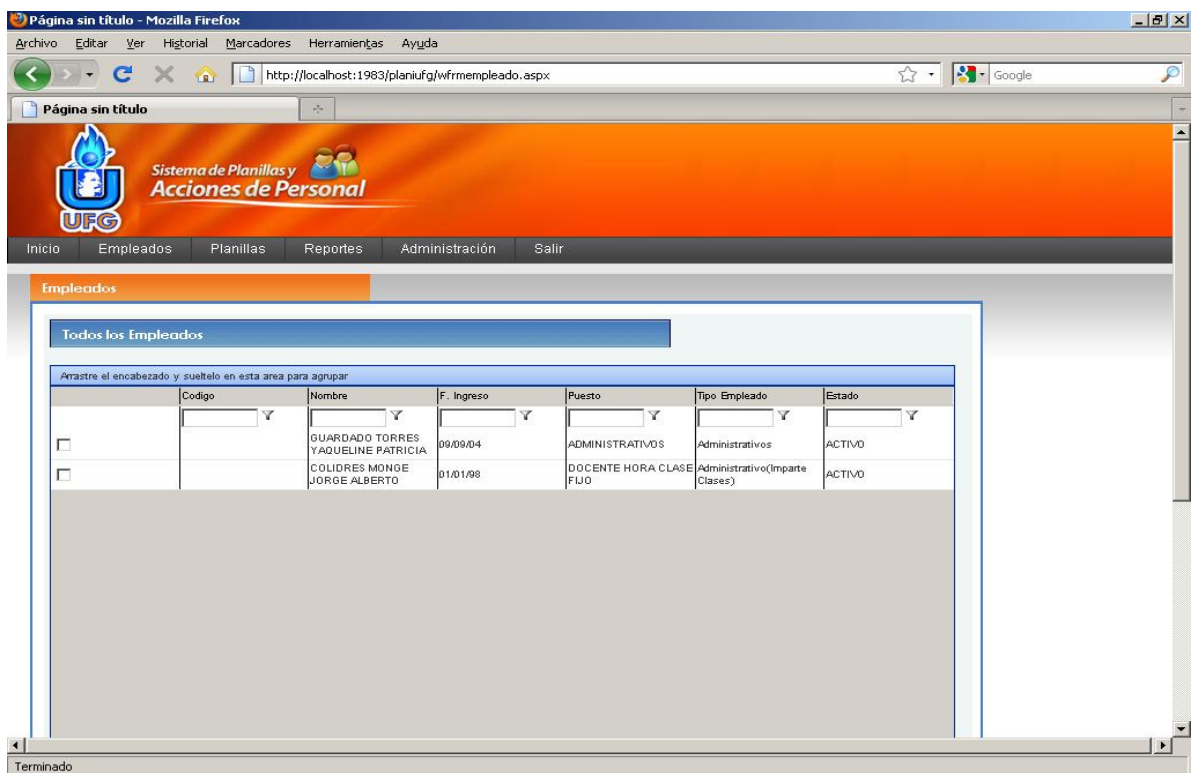 Página sin título - Mozilla Firefox
Archivo Editar Ver Historial Marcadores Herramientas Ayuda
http://localhost:1983/planiufg/wfrmempleado.aspx Google
Página sin título
Sistema de Planillas y
Acciones de Personal
UFG
Inicio Empleados Planillas Reportes Administración Salir
Empleados
Todos los Empleados
Arrastre el encabezado y sueltelo en esta area para agrupar
Codigo Nombre F. Ingreso Puesto Tipo Empleado Estado
GUARDADO TORRES
YAQUELINE PATRICIA 09/09/04 ADMINISTRATIVOS Administrativos ACTIVO
COLIDRES MONGE DOCENTE HORA CLASE Administrativo(Imparte
JORGE ALBERTO 01/01/98 FIJO Clases) ACTIVO
Terminado